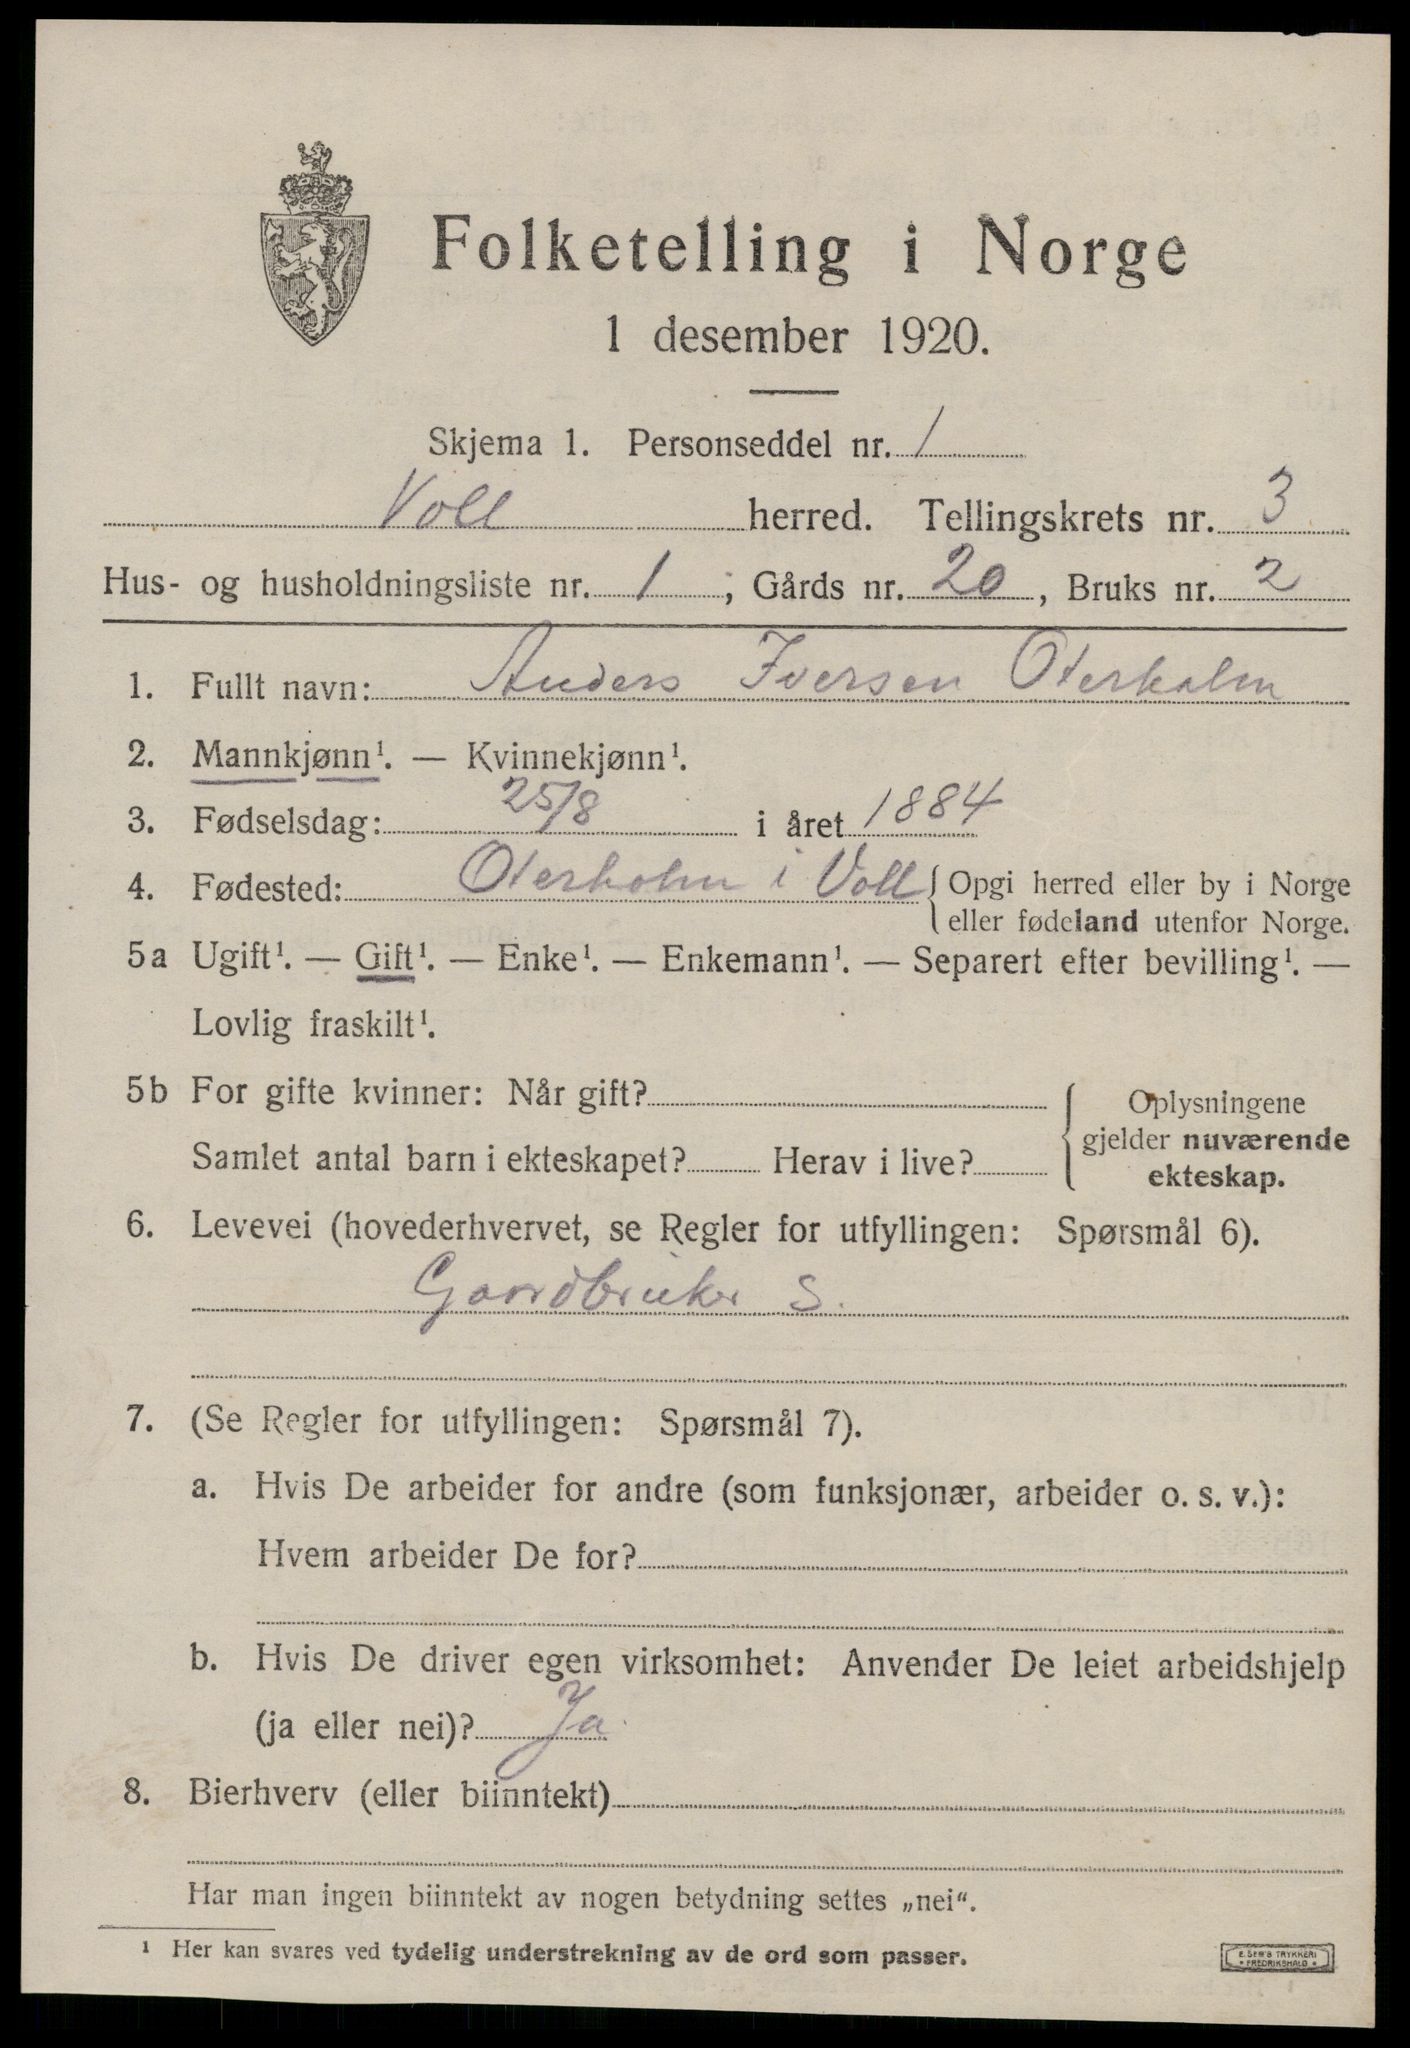 Folketelling i Norge
1 desember 1920.
Skjema 1. Personseddel nr. 1
Voll herred. Tellingskrets nr. 3
Hus- og husholdningsliste nr. 1; Gårds nr. 20, Bruks nr. 2
1. Fullt navn: Anders Iversen Oterholm
2. Mannkjønn¹. — Kvinnekjønn¹.
3. Fødselsdag: 25/8 i året 1884
4. Fødested: Oterholm i Voll { Opgi herred eller by i Norge
eller fødeland utenfor Norge.
5a Ugift¹. — Gift¹. — Enke¹. — Enkemann¹. — Separert efter bevilling¹. —
Lovlig fraskilt¹.
5b For gifte kvinner: Når gift? { Oplysningene
gjelder nuværende
Samlet antal barn i ekteskapet? Herav i live?
ekteskap.
6. Levevei (hovederhvervet, se Regler for utfyllingen: Spørsmål 6).
Gaardbruker S.
7. (Se Regler for utfyllingen: Spørsmål 7).
a. Hvis De arbeider for andre (som funksjonær, arbeider o. s. v.):
Hvem arbeider De for?
b. Hvis De driver egen virksomhet: Anvender De leiet arbeidshjelp
(ja eller nei)? Ja.
8. Bierhverv (eller biinntekt)
Har man ingen biinntekt av nogen betydning settes „nei“.
¹ Her kan svares ved tydelig understrekning av de ord som passer.
E. SEM'S TRYKKERI
• FREDRIKSHALD •